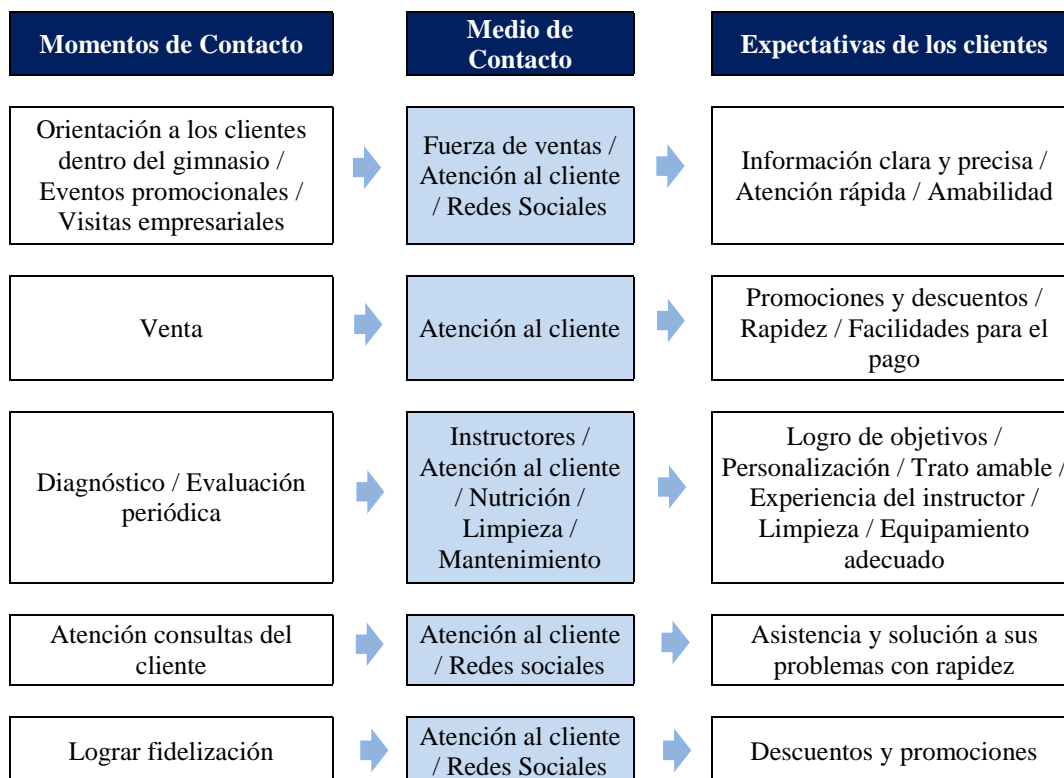 Momentos de Contacto
Medio de
Contacto
Expectativas de los clientes
Orientación a los clientes
dentro del gimnasio /
Eventos promocionales /
Visitas empresariales
Fuerza de ventas /
Atención al cliente
/ Redes Sociales
Información clara y precisa /
Atención rápida / Amabilidad
Venta
Atención al cliente
Promociones y descuentos /
Rapidez / Facilidades para el
pago
Diagnóstico / Evaluación
periódica
Instructores /
Atención al cliente
/ Nutrición /
Limpieza /
Mantenimiento
Logro de objetivos /
Personalización / Trato amable /
Experiencia del instructor /
Limpieza / Equipamiento
adecuado
Atención consultas del
cliente
Atención al cliente
/ Redes sociales
Asistencia y solución a sus
problemas con rapidez
Lograr fidelización
Atención al cliente
/ Redes Sociales
Descuentos y promociones